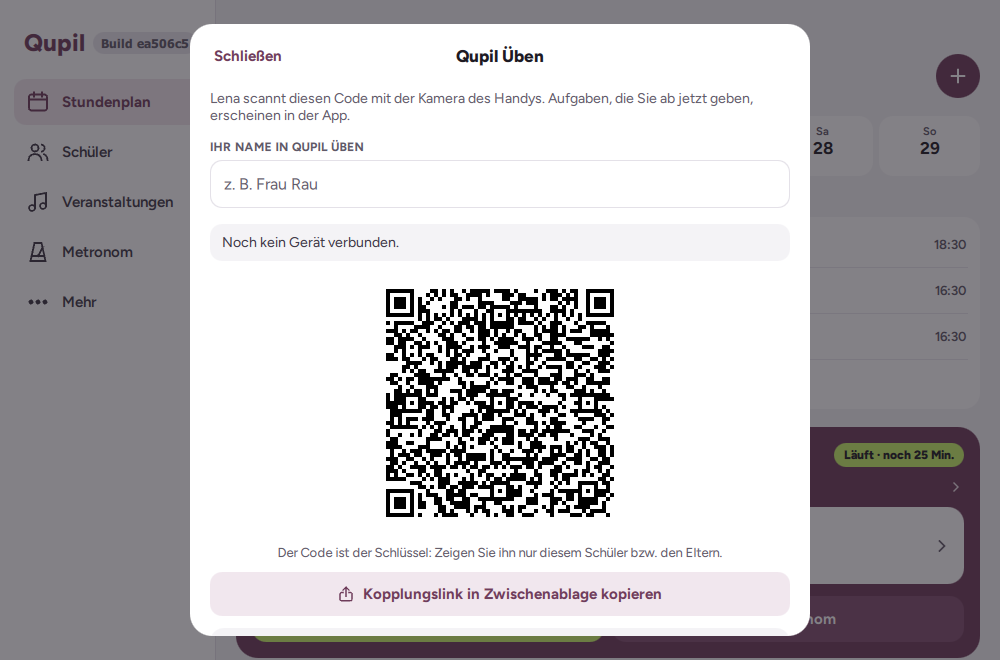 Qupil
Build ea506c5
Stundenplan
Schüler
Veranstaltungen
Metronom
Mehr
Schließen
Qupil Üben
Lena scannt diesen Code mit der Kamera des Handys. Aufgaben, die Sie ab jetzt geben,
erscheinen in der App.
IHR NAME IN QUPIL ÜBEN
z. B. Frau Rau
Noch kein Gerät verbunden.
Der Code ist der Schlüssel: Zeigen Sie ihn nur diesem Schüler bzw. den Eltern.
Kopplungslink in Zwischenablage kopieren
Sa
28
So
29
18:30
16:30
16:30
Läuft · noch 25 Min.